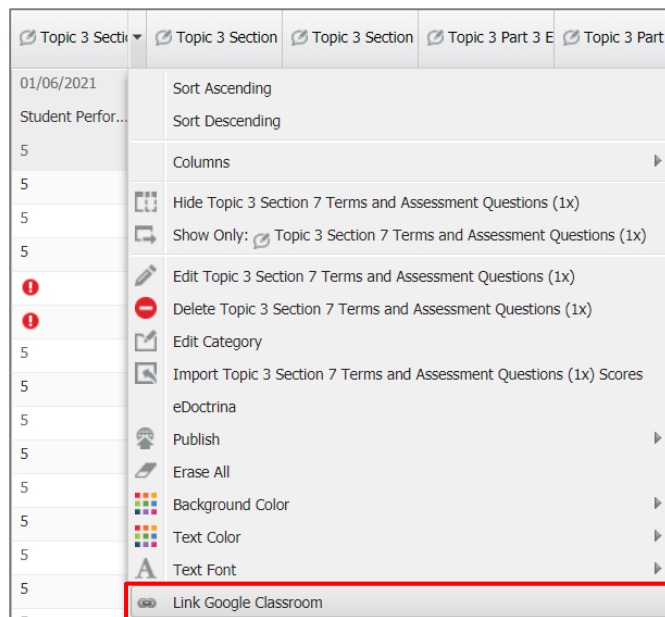 Topic 3 Secti Topic 3 Section Topic 3 Section Topic 3 Part 3 E Topic 3 Part
01/06/2021
Student Perfor...
5
5
5
5
5
5
5
5
5
5
5
5
Sort Ascending
Sort Descending
Columns
Hide Topic 3 Section 7 Terms and Assessment Questions (1x)
Show Only: Topic 3 Section 7 Terms and Assessment Questions (1x)
Edit Topic 3 Section 7 Terms and Assessment Questions (1x)
Delete Topic 3 Section 7 Terms and Assessment Questions (1x)
Edit Category
Import Topic 3 Section 7 Terms and Assessment Questions (1x) Scores
eDoctrina
Publish
Erase All
Background Color
Text Color
Text Font
Link Google Classroom